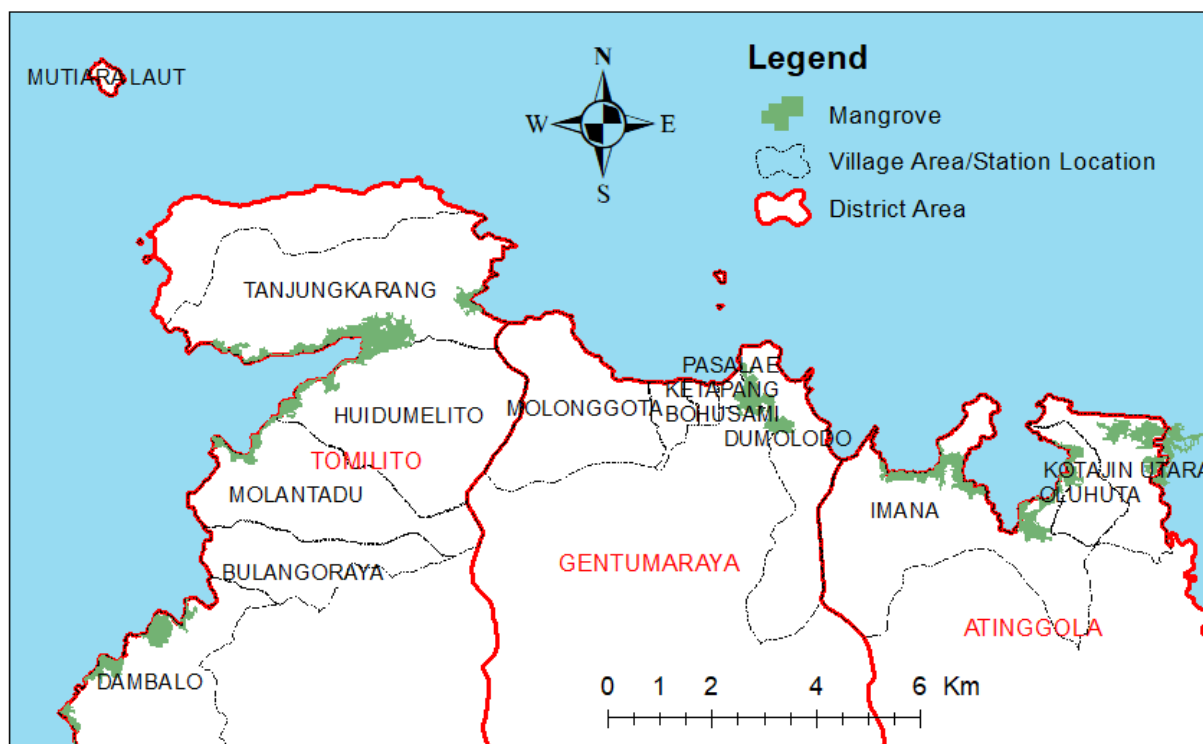 MUTIARA LAUT
N
W
E
S
Legend
Mangrove
Village Area/Station Location
District Area
TANJUNGKARANG
HUIDUMELITO
TOMILITO
MOLANTADU
BULANGORAYA
DAMBALO
MOLONGGOTA
PASALAE
KETAPANG
BOHUSAMI
DUMOLODO
GENTUMARAYA
IMANA
KOTAJIN UTARA
OLUHUTA
ATINGGOLA
0 1 2 4 6 Km